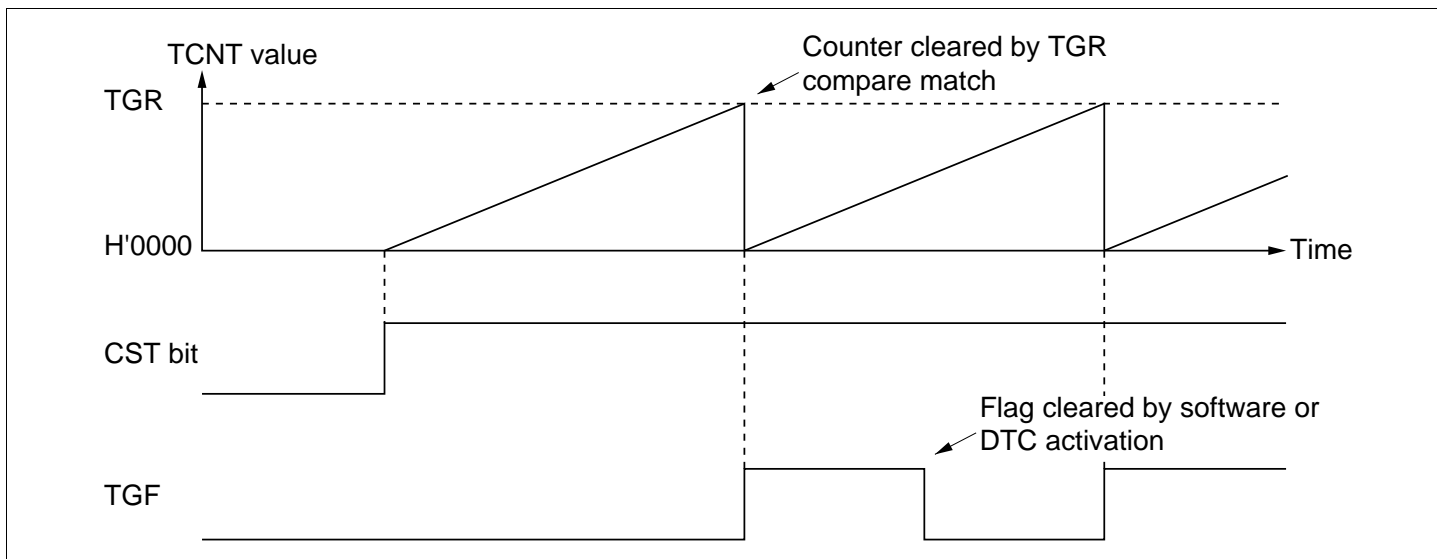 TCNT value
Counter cleared by TGR
compare match
TGR
H'0000
Time
CST bit
Flag cleared by software or
DTC activation
TGF